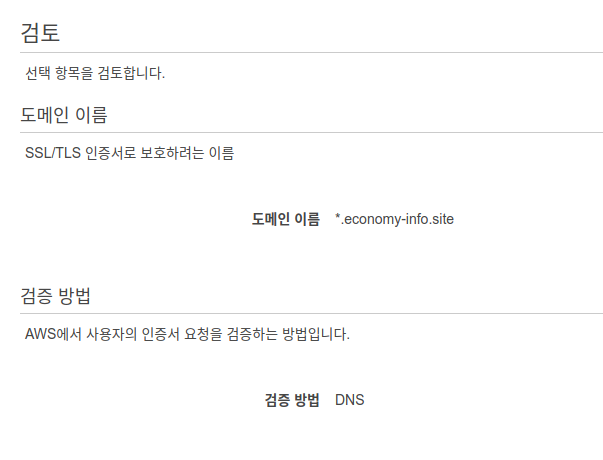 검토
선택 항목을 검토합니다.
도메인 이름
SSL/TLS 인증서로 보호하려는 이름
도메인 이름 *.economy-info.site
검증 방법
AWS에서 사용자의 인증서 요청을 검증하는 방법입니다.
검증 방법 DNS